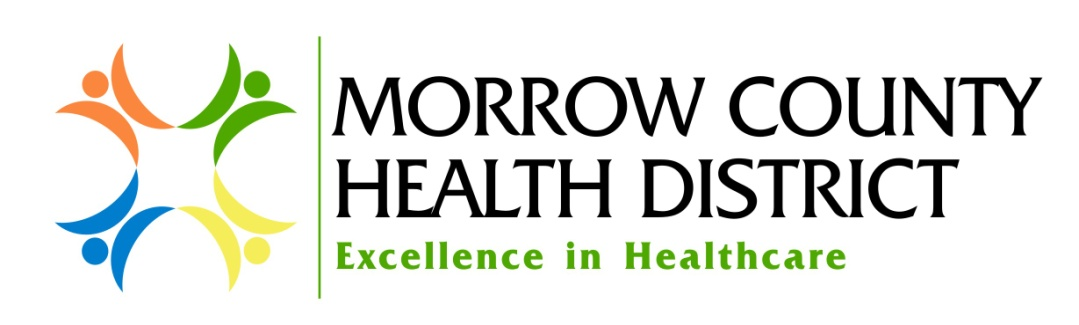 MORROW COUNTY
HEALTH DISTRICT
Excellence in Healthcare